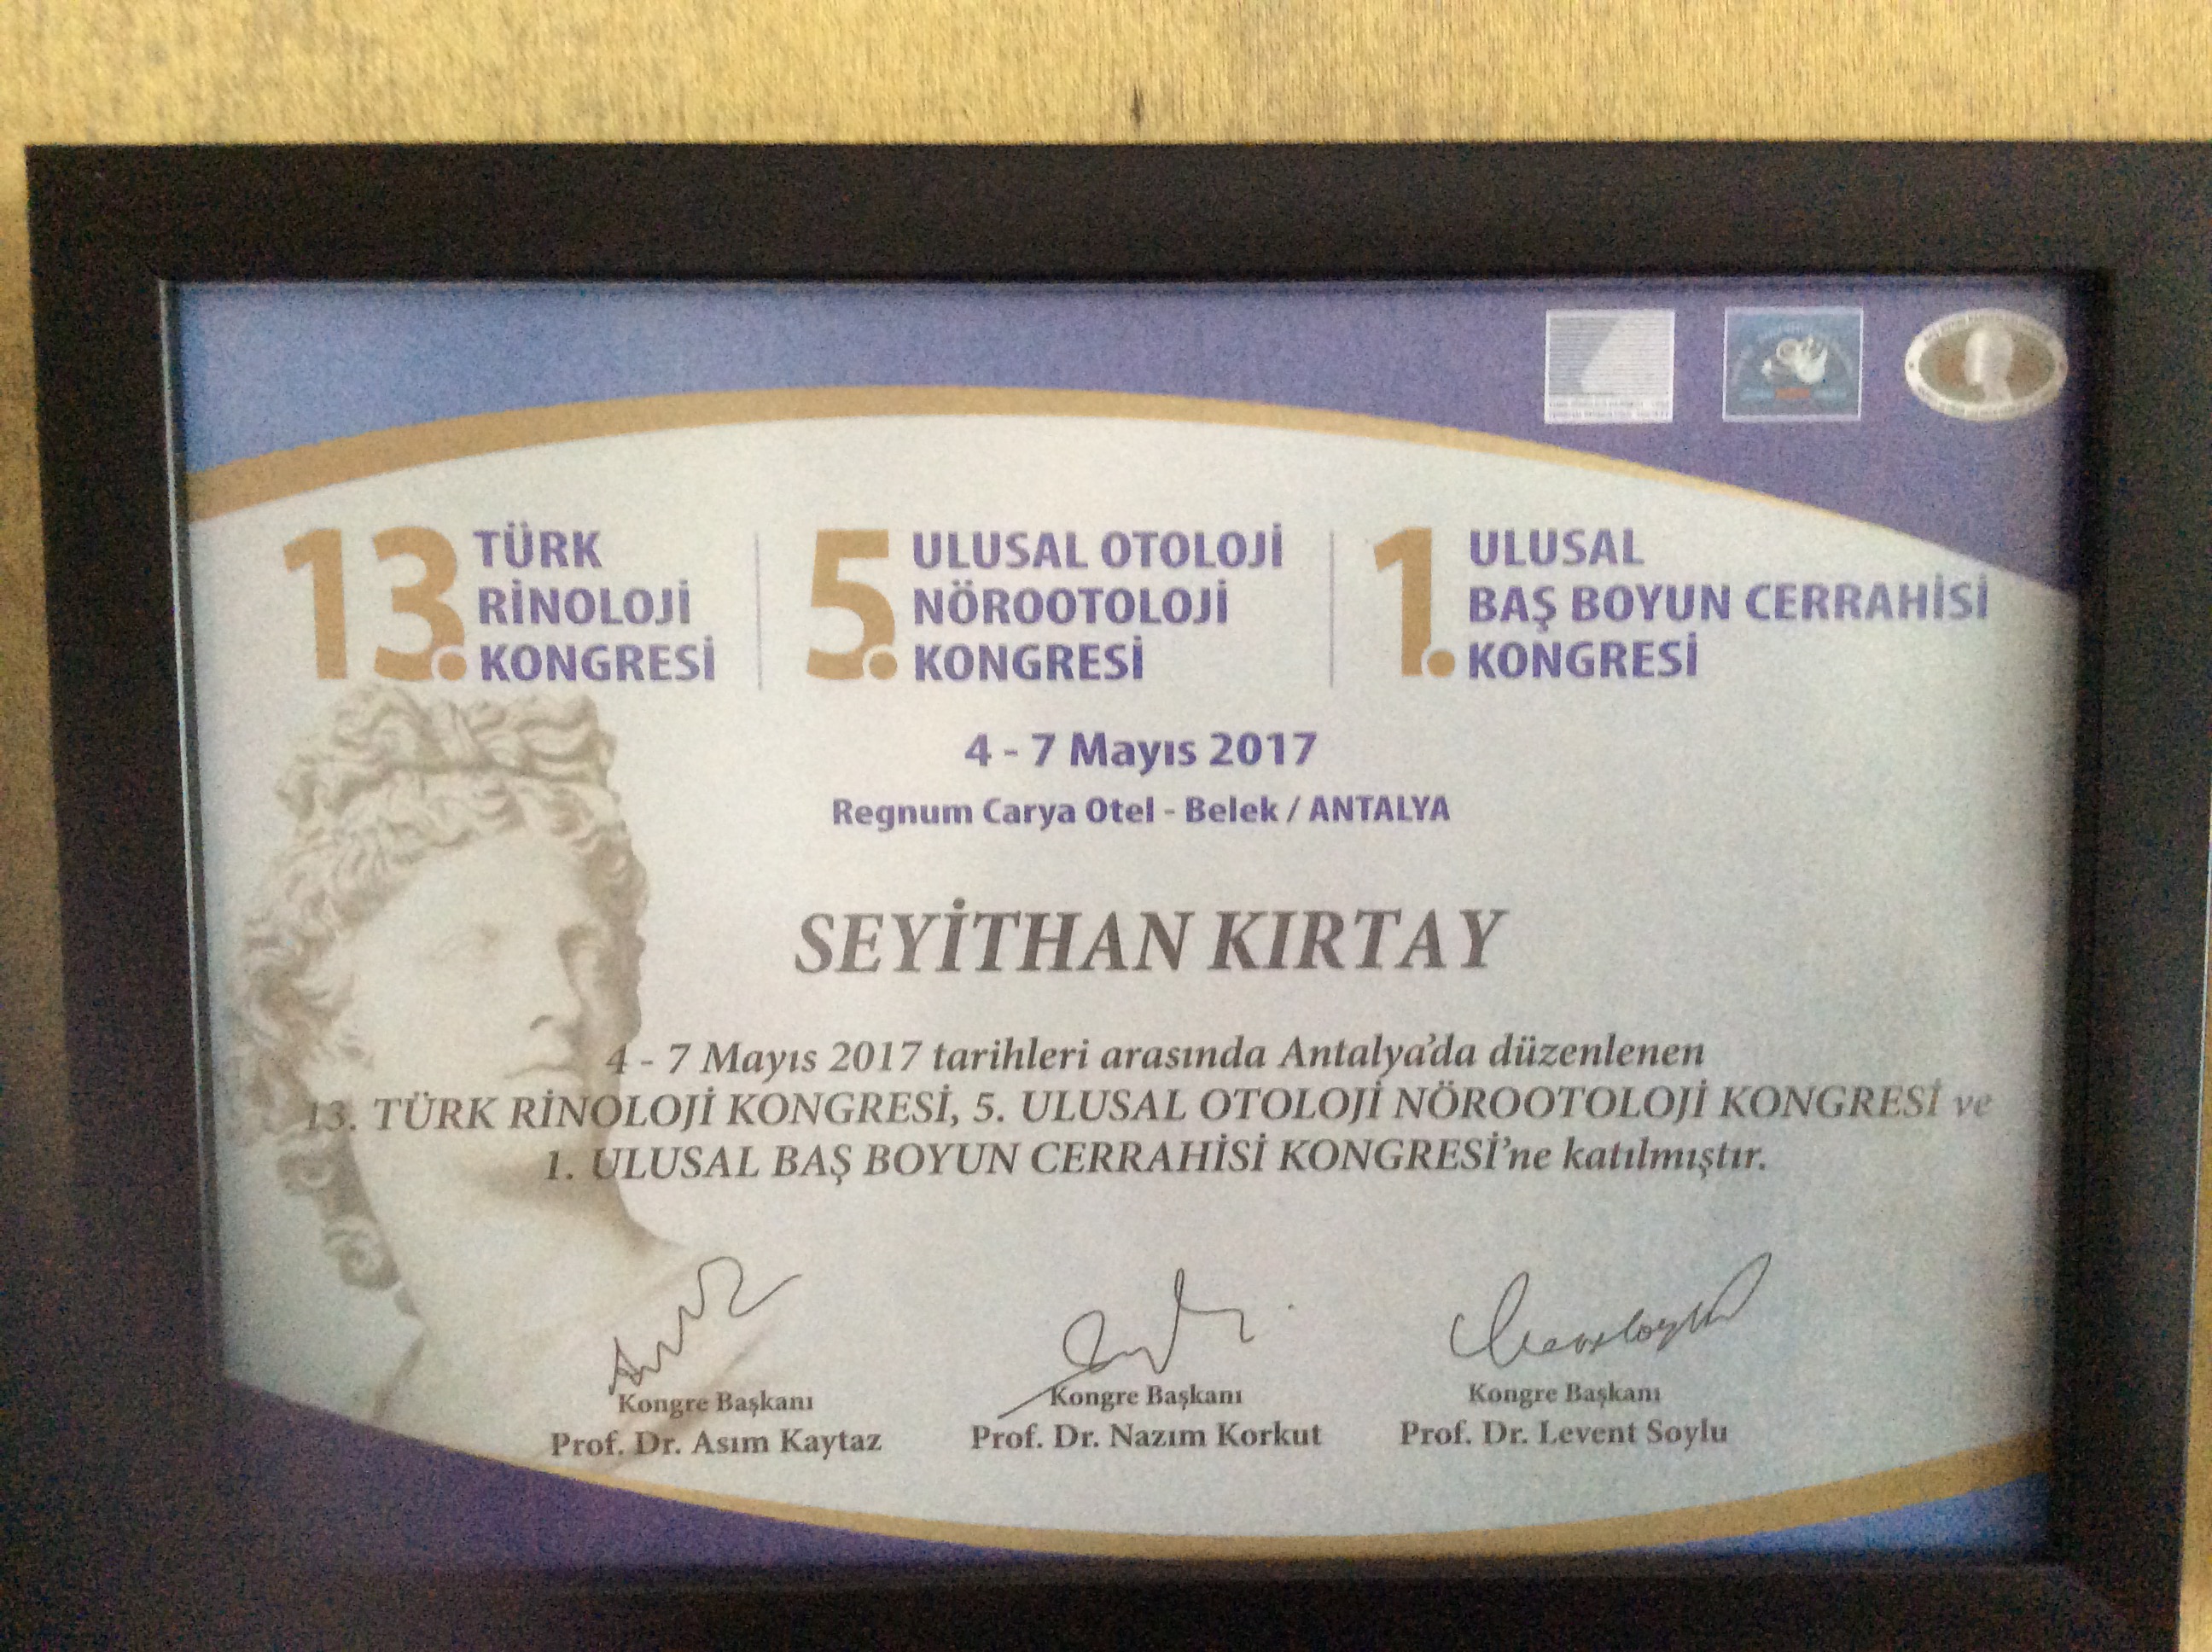 13. TÜRK RİNOLOJİ KONGRESİ
5. ULUSAL OTOLOJİ NÖROOTOLOJİ KONGRESİ
1. ULUSAL BAŞ BOYUN CERRAHİSİ KONGRESİ
4 - 7 Mayıs 2017
Regnum Carya Otel - Belek / ANTALYA
SEYİTHAN KIRTAY
4 - 7 Mayıs 2017 tarihleri arasında Antalya'da düzenlenen
13. TÜRK RİNOLOJİ KONGRESİ, 5. ULUSAL OTOLOJİ NÖROOTOLOJİ KONGRESİ ve
1. ULUSAL BAŞ BOYUN CERRAHİSİ KONGRESİ'ne katılmıştır.
Kongre Başkanı
Prof. Dr. Asım Kaytaz
Kongre Başkanı
Prof. Dr. Nazım Korkut
Kongre Başkanı
Prof. Dr. Levent Soylu